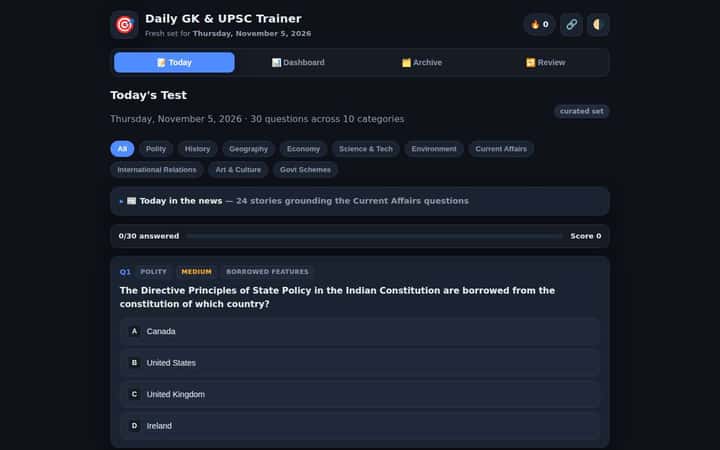 Daily GK & UPSC Trainer
Fresh set for Thursday, November 5, 2026
🔥 0
📝 Today
📊 Dashboard
🗂️ Archive
🔁 Review
Today's Test
Thursday, November 5, 2026 · 30 questions across 10 categories
curated set
All
Polity
History
Geography
Economy
Science & Tech
Environment
Current Affairs
International Relations
Art & Culture
Govt Schemes
▸ 📰 Today in the news — 24 stories grounding the Current Affairs questions
0/30 answered
Score 0
Q1 POLITY MEDIUM BORROWED FEATURES
The Directive Principles of State Policy in the Indian Constitution are borrowed from the
constitution of which country?
A Canada
B United States
C United Kingdom
D Ireland